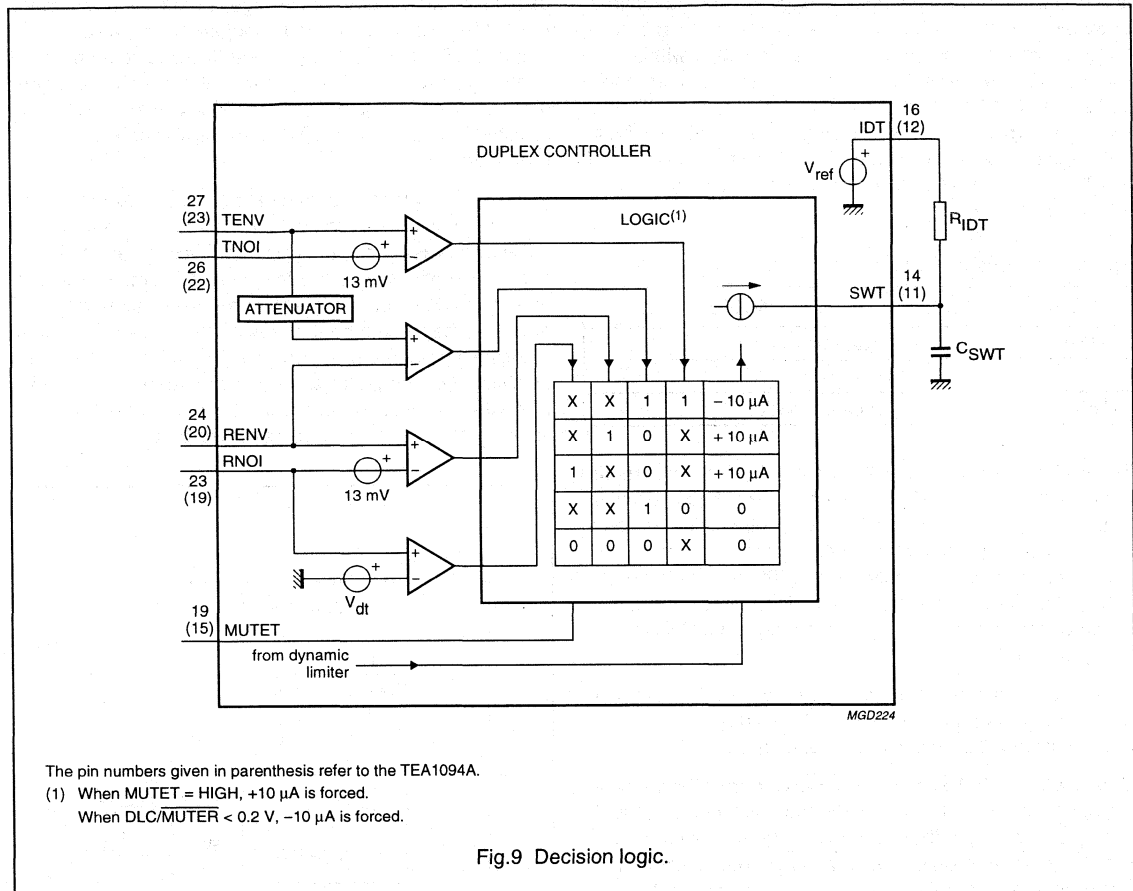 DUPLEX CONTROLLER
16
IDT (12)
Vref
RIDT
LOGIC(1)
27
(23) TENV
TNOI
26
(22)
13 mV
ATTENUATOR
14
SWT (11)
CSWT
24
(20) RENV
RNOI
23
(19)
13 mV
Vdt
X X 1 1 – 10 µA
X 1 0 X + 10 µA
1 X 0 X + 10 µA
X X 1 0 0
0 0 0 X 0
19
(15) MUTET
from dynamic
limiter
MGD224
The pin numbers given in parenthesis refer to the TEA1094A.
(1) When MUTET = HIGH, +10 µA is forced.
When DLC/MUTER < 0.2 V, –10 µA is forced.
Fig.9 Decision logic.